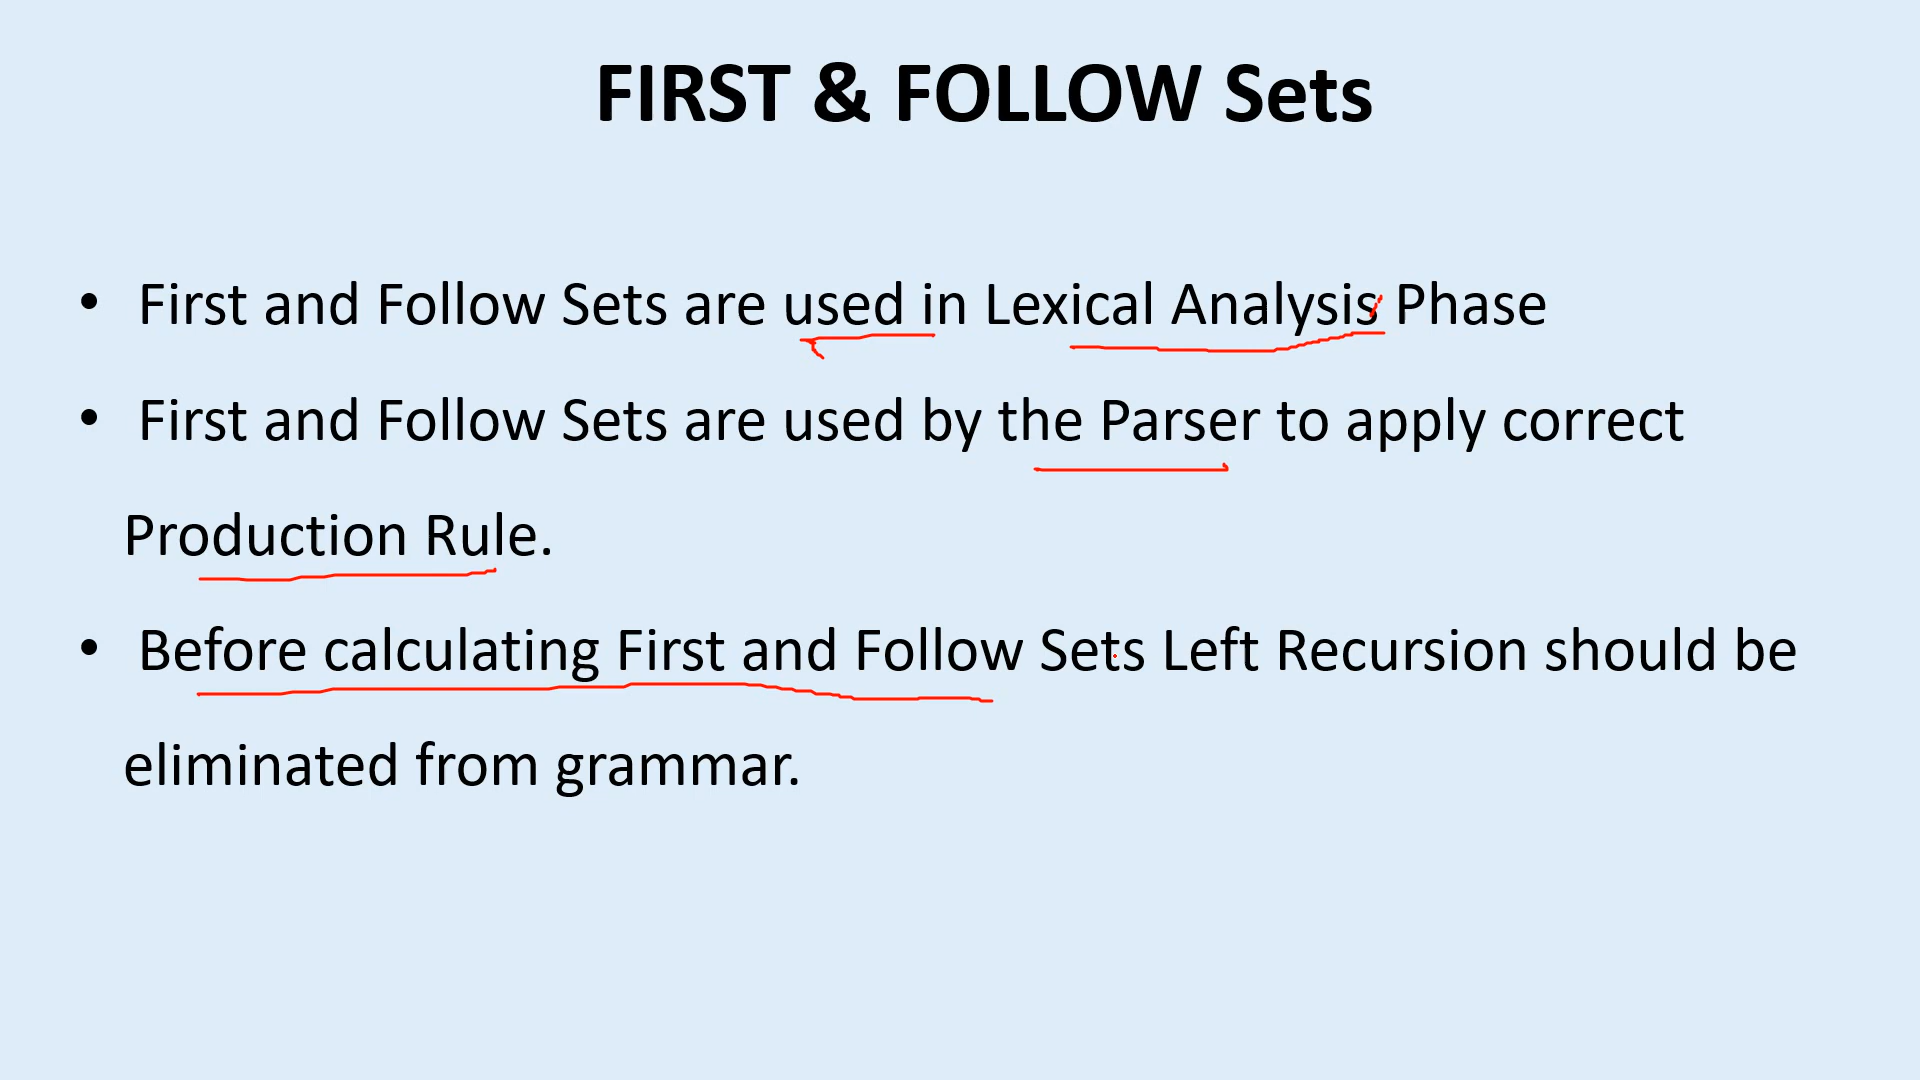 FIRST & FOLLOW Sets
• First and Follow Sets are used in Lexical Analysis Phase
• First and Follow Sets are used by the Parser to apply correct
Production Rule.
• Before calculating First and Follow Sets Left Recursion should be
eliminated from grammar.